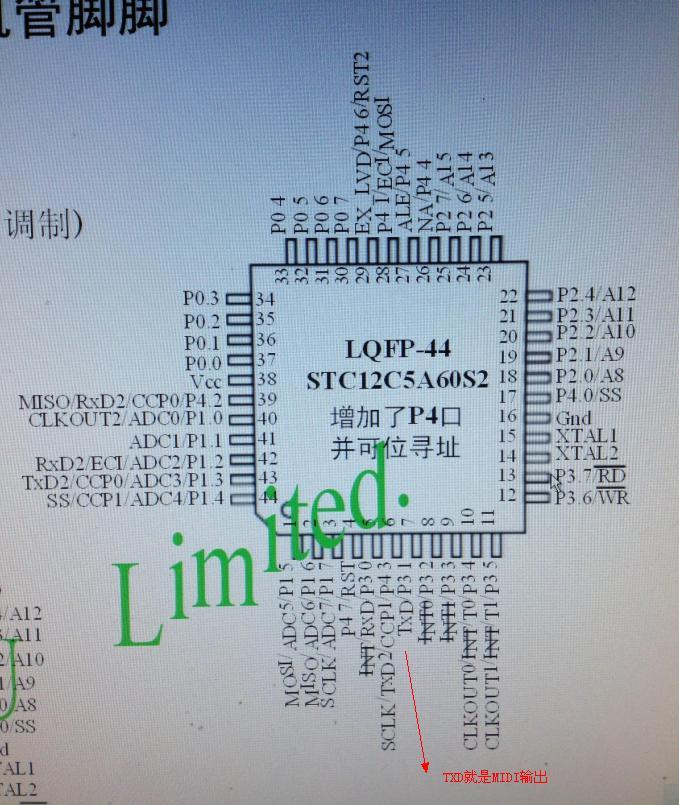 管脚脚
调制)
P0 4
P0 5
P0 6
P0 7
EX_LVD/P4 6/RST2
P4 1/ECI/MOSI
ALE/P4 5
NA/P4 4
P2 7/A15
P2 6/A14
P2 5/A13
33 32 31 30 29 28 27 26 25 24 23
P0.3 34
P0.2 35
P0.1 36
P0.0 37
Vcc 38
MISO/RxD2/CCP0/P4.2 39
CLKOUT2/ADC0/P1.0 40
ADC1/P1.1 41
RxD2/ECI/ADC2/P1.2 42
TxD2/CCP0/ADC3/P1.3 43
SS/CCP1/ADC4/P1.4 44
LQFP-44
STC12C5A60S2
增加了P4口
并可位寻址
22 P2.4/A12
21 P2.3/A11
20 P2.2/A10
19 P2.1/A9
18 P2.0/A8
17 P4.0/SS
16 Gnd
15 XTAL1
14 XTAL2
13 P3.7/RD
12 P3.6/WR
1 2 3 4 5 6 7 8 9 10 11
MOSI/ADC5/P1 5
MISO/ADC6/P1 6
SCLK/ADC7/P1 7
P4 7/RST
INT/RxD/P3 0
SCLK/TXD2/CCP1/P4 3
TxD/P3 1
INT0/P3 2
INT1/P3 3
CLKOUT0/INT/T0/P3 4
CLKOUT1/INT/T1/P3 5
Limited.
/A12
/A11
/A10
/A9
/A8
/SS
d
AL1
AL2
TXD就是MIDI输出